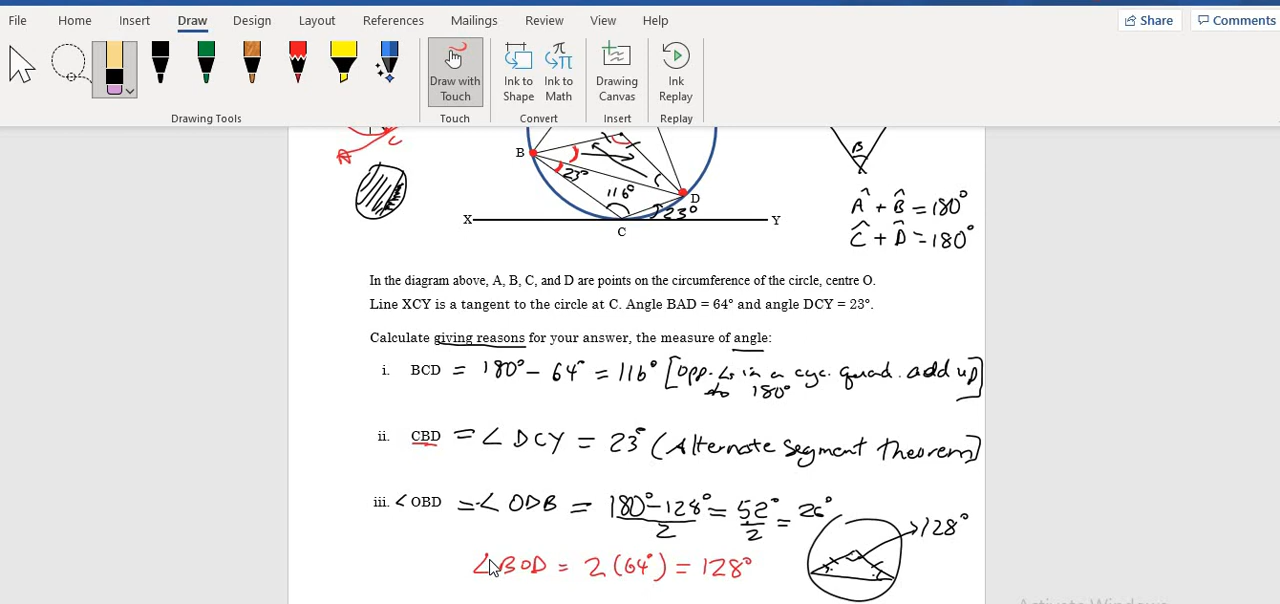 File Home Insert Draw Design Layout References Mailings Review View Help Share Comments
Draw with Touch Ink to Shape Ink to Math Drawing Canvas Ink Replay
Drawing Tools Touch Convert Insert Replay
A C
B 23° 116° D 23°
X C Y
B
Â + B̂ = 180°
Ĉ + D̂ = 180°
In the diagram above, A, B, C, and D are points on the circumference of the circle, centre O.
Line XCY is a tangent to the circle at C. Angle BAD = 64° and angle DCY = 23°.
Calculate giving reasons for your answer, the measure of angle:
i. BCD = 180° - 64° = 116° [opp. ∠s in a cyc. quad. add up]
to 180°
ii. CBD = ∠ DCY = 23° (Alternate segment theorem]
iii. ∠ OBD = ∠ ODB = 180° - 128° / 2 = 52° / 2 = 26°
128°
∠BOD = 2 (64°) = 128°